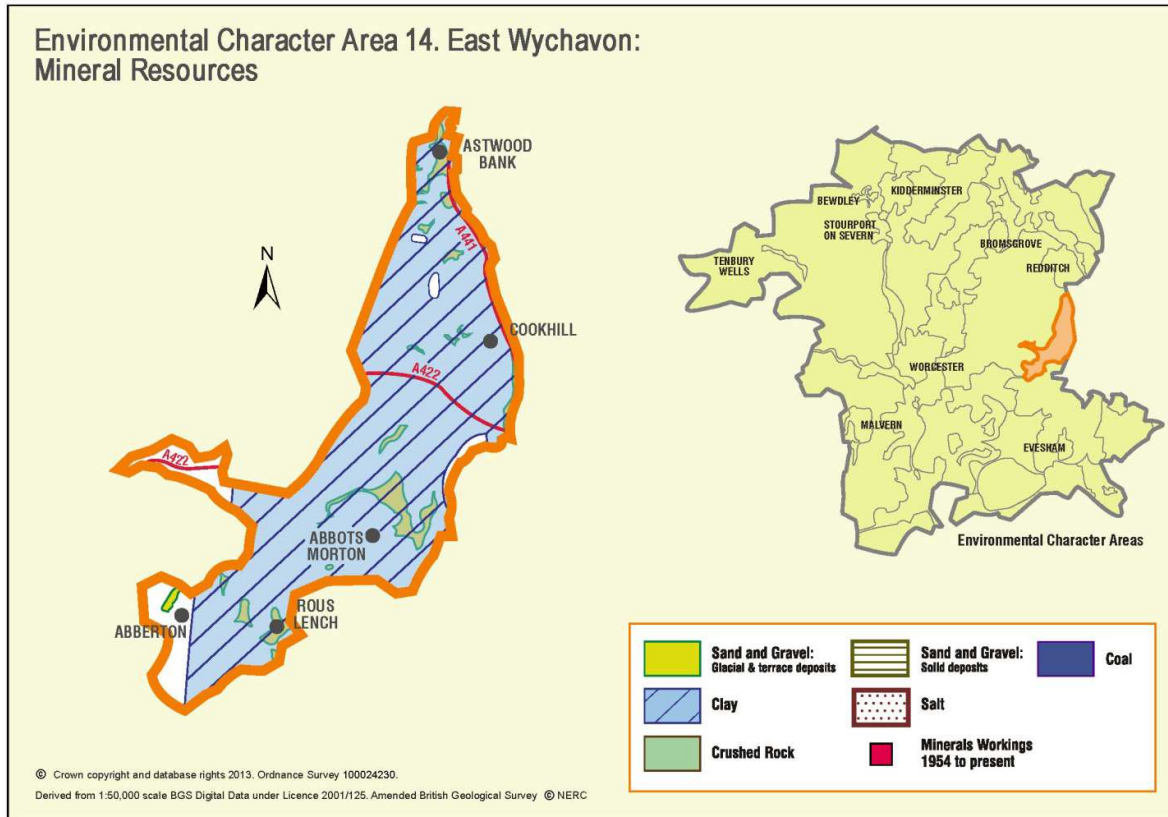 Environmental Character Area 14. East Wychavon:
Mineral Resources
ASTWOOD
BANK
A441
N
COOKHILL
A422
A422
ABBOTS
MORTON
ROUS
LENCH
ABBERTON
KIDDERMINSTER
BEWDLEY
STOURPORT
ON SEVERN
BROMSGROVE
TENBURY
WELLS
REDDITCH
WORCESTER
MALVERN
EVESHAM
Environmental Character Areas
Sand and Gravel:
Glacial & terrace deposits
Sand and Gravel:
Solid deposits
Coal
Clay
Salt
Crushed Rock
Minerals Workings
1954 to present
© Crown copyright and database rights 2013. Ordnance Survey 100024230.
Derived from 1:50,000 scale BGS Digital Data under Licence 2001/125. Amended British Geological Survey © NERC